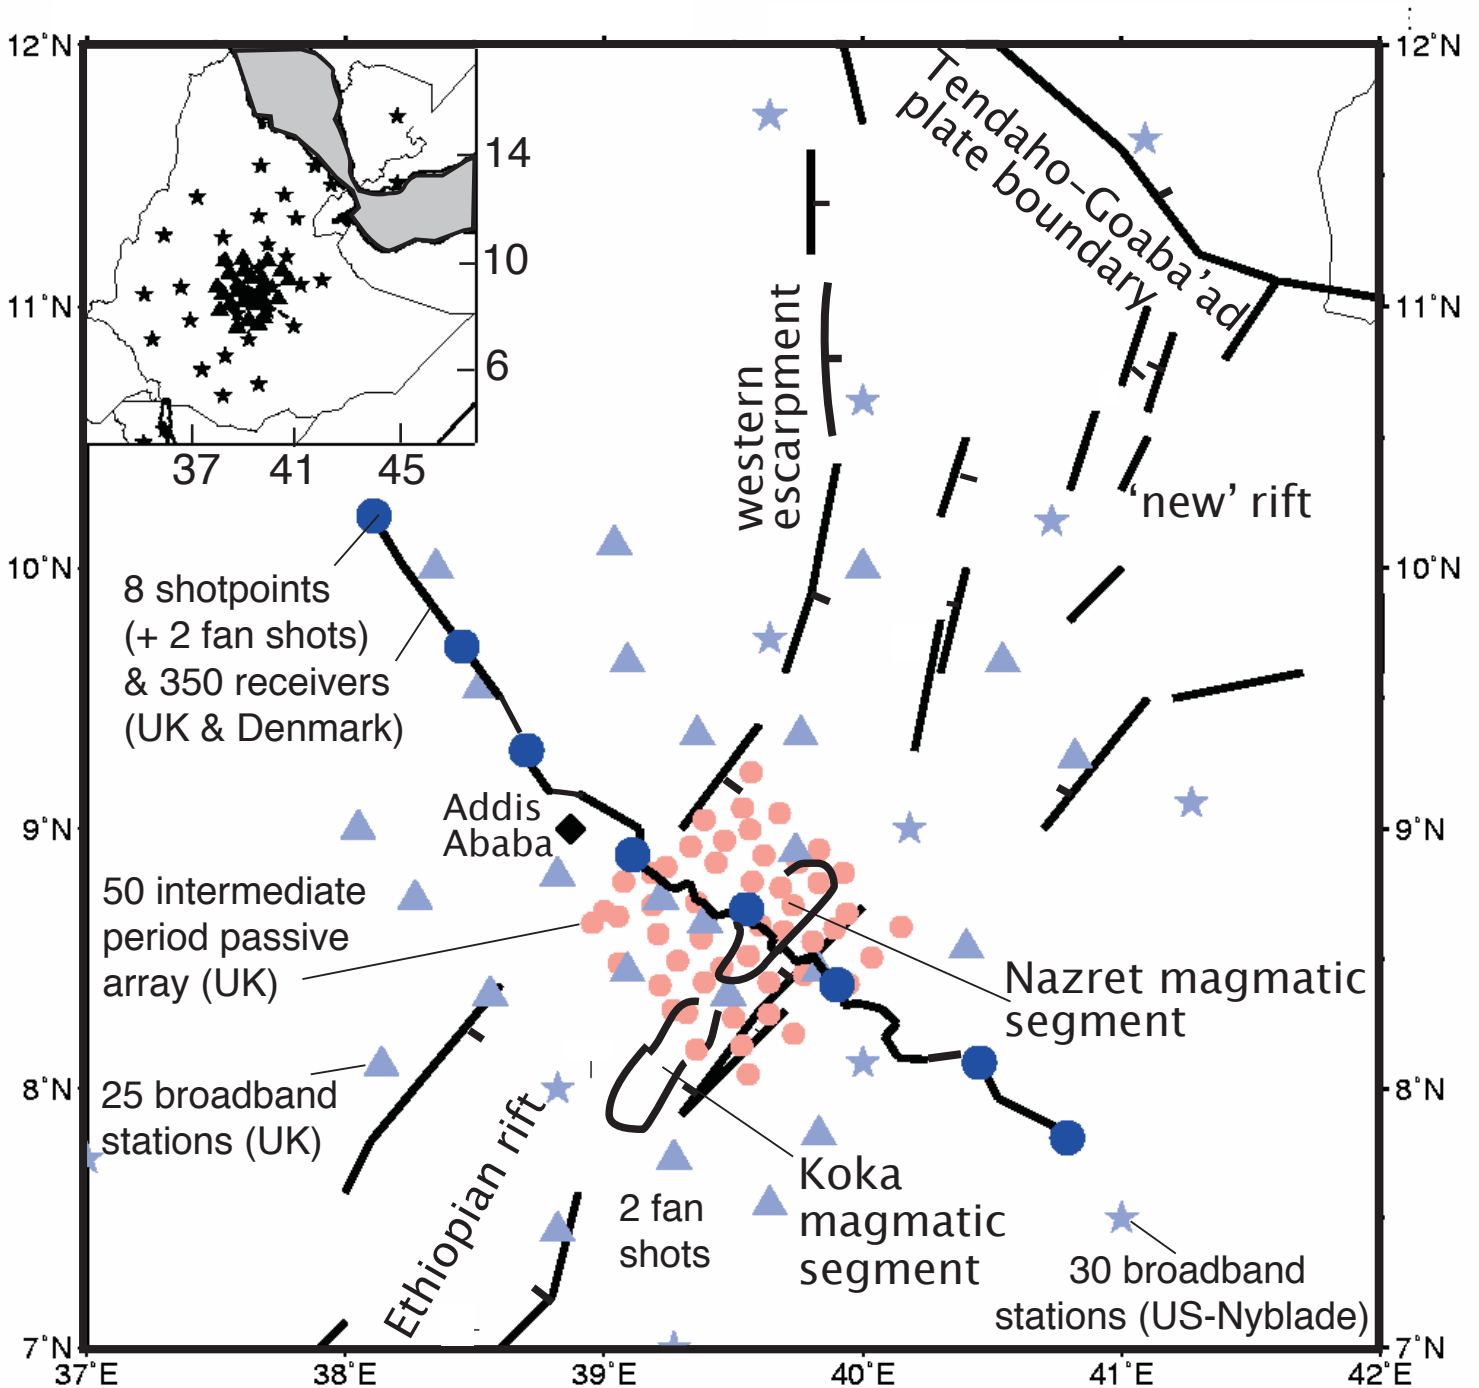 12°N
12°N
Tendaho-Goaba'ad
plate boundary
14
10
6
37 41 45
11°N
11°N
western
escarpment
'new' rift
10°N
10°N
8 shotpoints
(+ 2 fan shots)
& 350 receivers
(UK & Denmark)
Addis
Ababa
9°N
9°N
50 intermediate
period passive
array (UK)
Nazret magmatic
segment
8°N
8°N
25 broadband
stations (UK)
Ethiopian rift
2 fan
shots
Koka
magmatic
segment
30 broadband
stations (US-Nyblade)
7°N
7°N
37°E 38°E 39°E 40°E 41°E 42°E